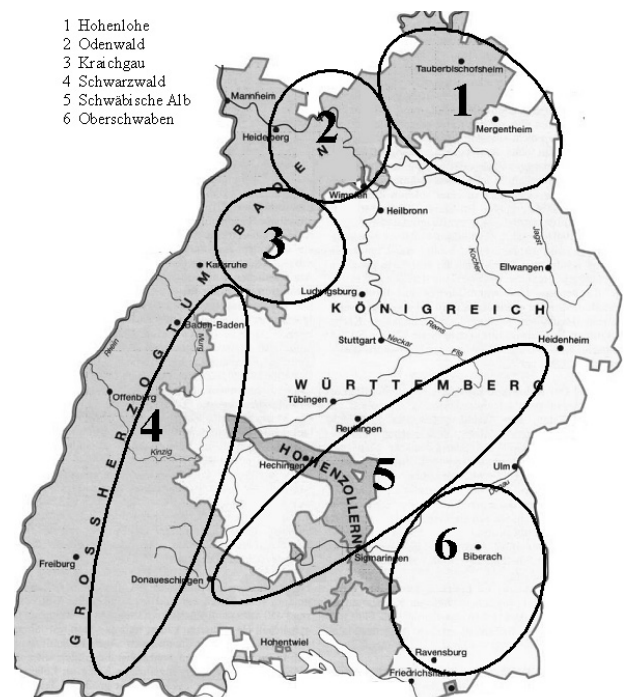 1 Hohenlohe
2 Odenwald
3 Kraichgau
4 Schwarzwald
5 Schwäbische Alb
6 Oberschwaben
Tauberbischofsheim
1
Mannheim
2
Mergentheim
Heidelberg
Wimpfen
Heilbronn
3
Jagst
Kocher
Karlsruhe
Ellwangen
Ludwigsburg
KÖNIGREICH
Baden-Baden
Rems
Rhein
Murg
Stuttgart
Neckar
Fils
Heidenheim
WÜRTTEMBERG
Offenburg
Tübingen
4
Reutlingen
Kinzig
HOHENZOLLERN
Hechingen
5
Ulm
Donau
6
Freiburg
Sigmaringen
Biberach
Donaueschingen
GROSSHERZOGTUM BADEN
Hohentwiel
Ravensburg
Friedrichshafen